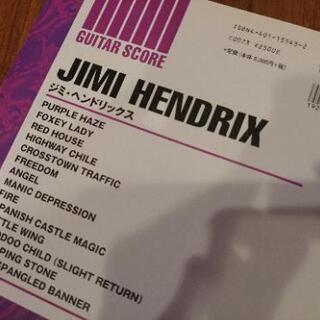 GUITAR SCORE
JIMI HENDRIX
ジミ・ヘンドリックス
PURPLE HAZE
FOXEY LADY
RED HOUSE
HIGHWAY CHILE
CROSSTOWN TRAFFIC
FREEDOM
ANGEL
MANIC DEPRESSION
FIRE
PANISH CASTLE MAGIC
TTLE WING
ODOO CHILD (SLIGHT RETURN)
PING STONE
SPANGLED BANNER